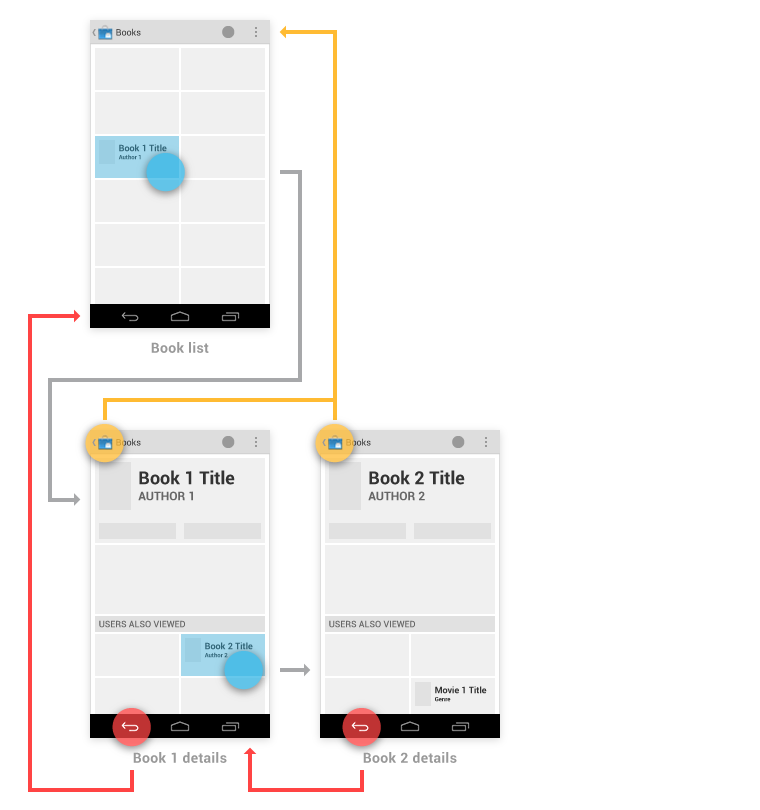 Books
Book 1 Title
Author 1
Book list
Books
Book 1 Title
AUTHOR 1
USERS ALSO VIEWED
Book 2 Title
Author 2
Book 1 details
Books
Book 2 Title
AUTHOR 2
USERS ALSO VIEWED
Movie 1 Title
Genre
Book 2 details